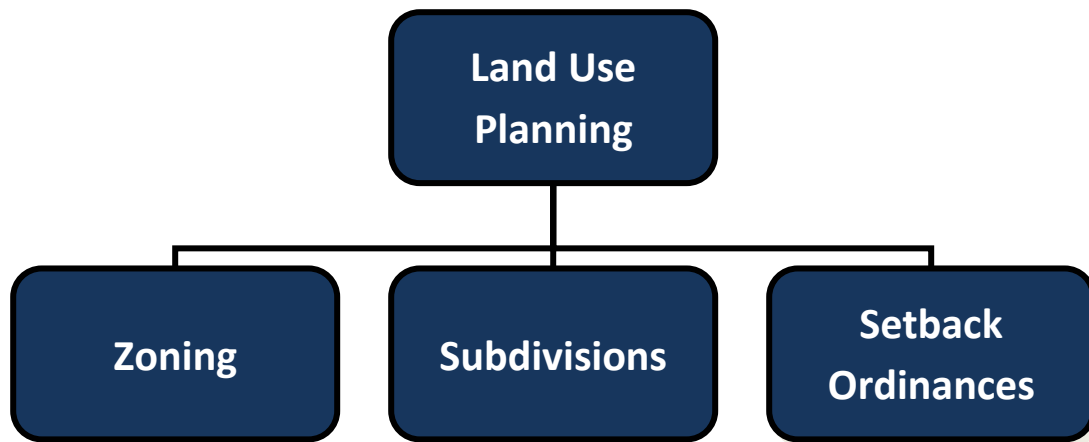 Land Use
Planning
Zoning
Subdivisions
Setback
Ordinances